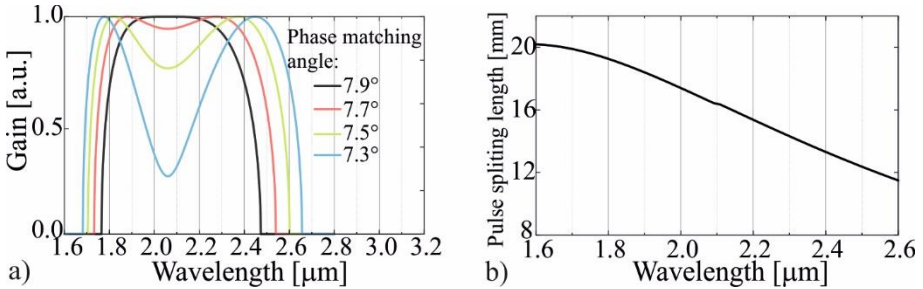 1.0
0.5
0.0
Gain [a.u.]
Phase matching
angle:
7.9°
7.7°
7.5°
7.3°
1.6 1.8 2.0 2.2 2.4 2.6 2.8 3.0 3.2
Wavelength [μm]
a)
20
16
12
8
Pulse spliting length [mm]
1.6 1.8 2.0 2.2 2.4 2.6
Wavelength [μm]
b)